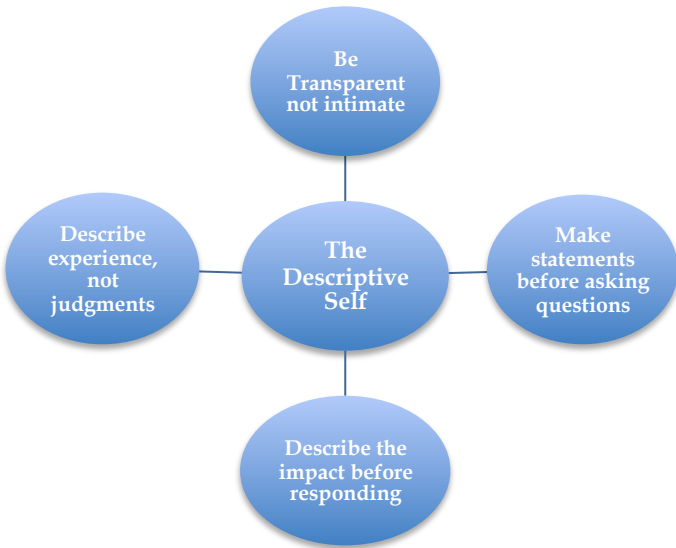 Be
Transparent
not intimate
Describe
experience,
not
judgments
The
Descriptive
Self
Make
statements
before asking
questions
Describe the
impact before
responding